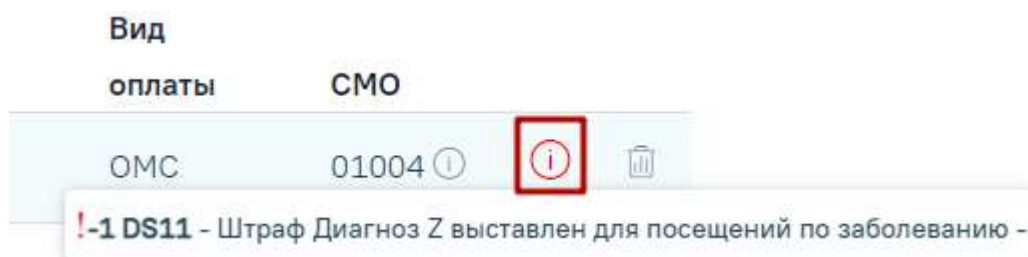 Вид
оплаты СМО
ОМС 01004
!-1 DS11 - Штраф Диагноз Z выставлен для посещений по заболеванию -